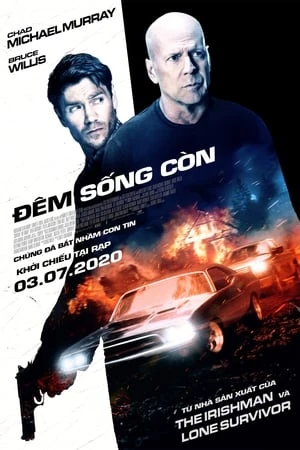 CHAD
MICHAEL MURRAY
BRUCE
WILLIS
ĐÊM SỐNG CÒN
CHÚNG ĐÃ BẮT NHẦM CON TIN
KHỞI CHIẾU TẠI RẠP
03.07.2020
TỪ NHÀ SẢN XUẤT CỦA
THE IRISHMAN VÀ
LONE SURVIVOR